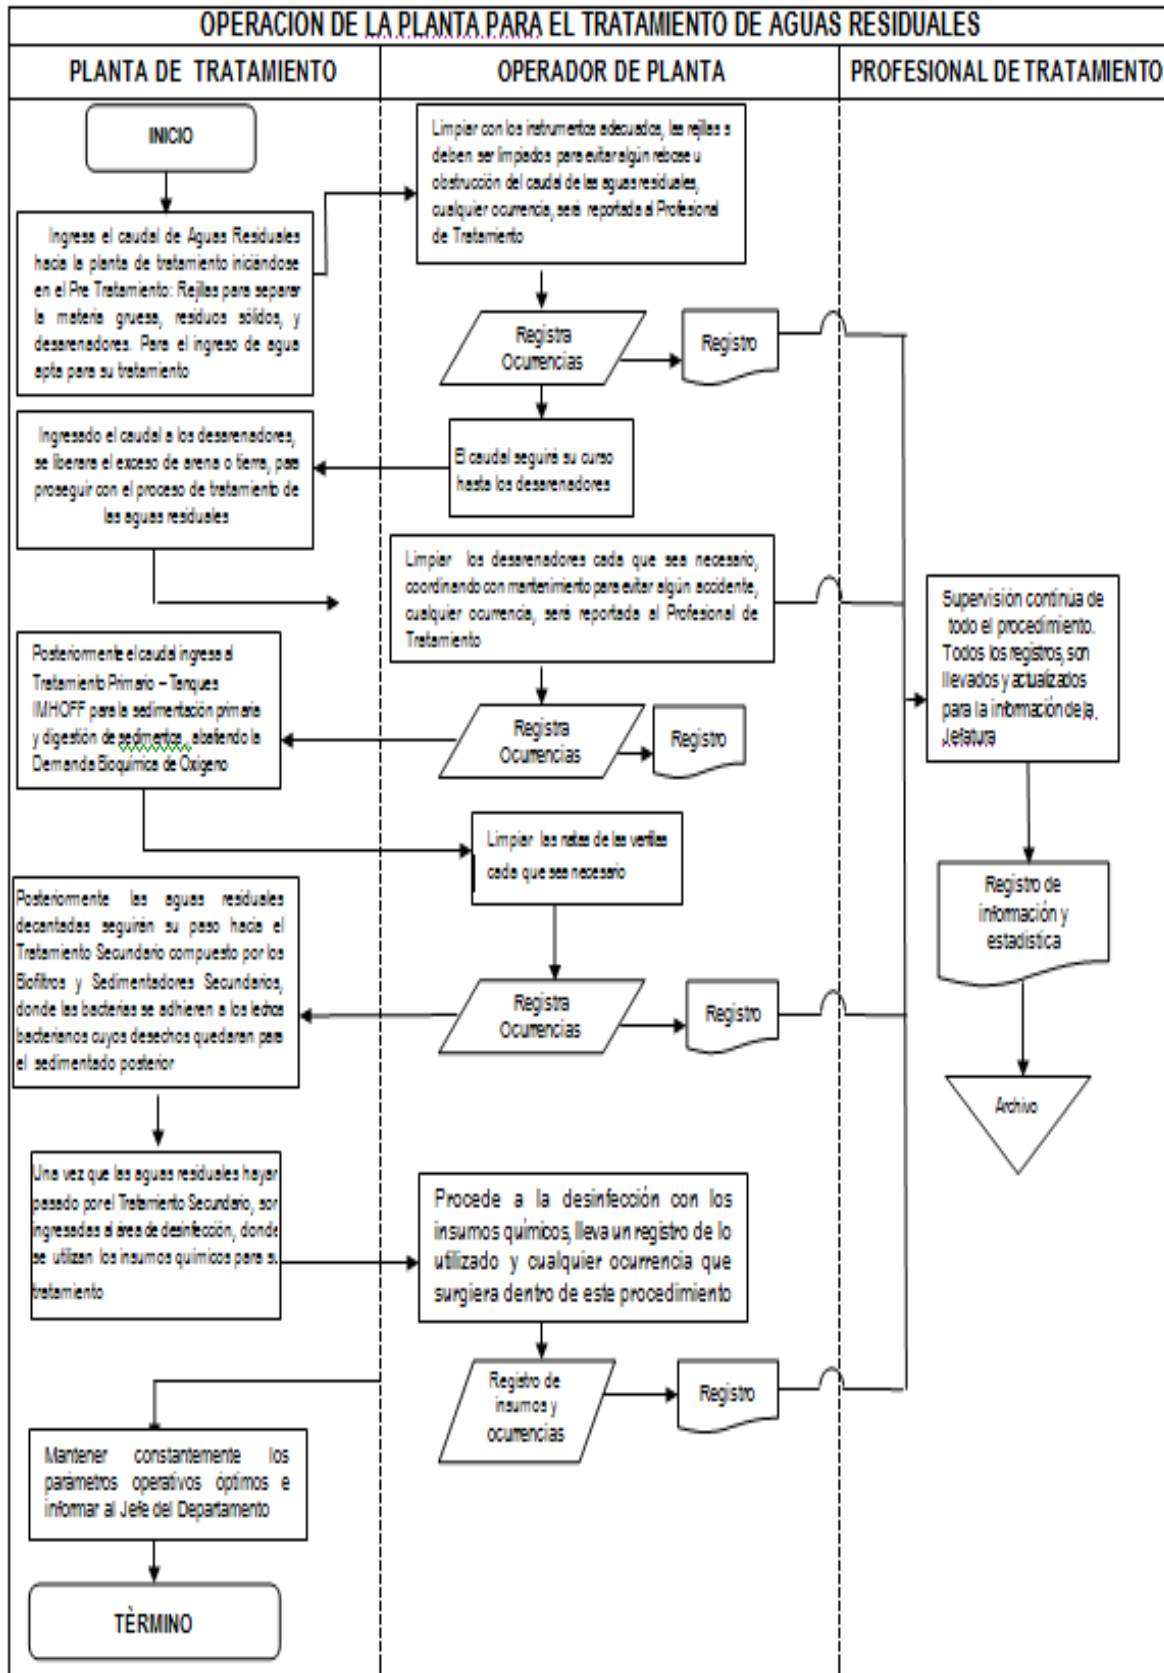 OPERACION DE LA PLANTA PARA EL TRATAMIENTO DE AGUAS RESIDUALES
PLANTA DE TRATAMIENTO
OPERADOR DE PLANTA
PROFESIONAL DE TRATAMIENTO
INICIO
Limpiar con los instrumentos adecuados, las rejillas s
deben ser limpiados para evitar algún rebose u
obstrucción del caudal de las aguas residuales,
cualquier ocurrencia, será reportada al Profesional
de Tratamiento
Ingresa el caudal de Aguas Residuales
hacia la planta de tratamiento iniciándose
en el Pre Tratamiento: Rejillas para separar
la materia gruesa, residuos sólidos, y
desarenadores. Para el ingreso de agua
apta para su tratamiento
Registra
Ocurrencias
Registro
Ingresado el caudal a los desarenadores,
se liberara el exceso de arena o tierra, para
proseguir con el proceso de tratamiento de
las aguas residuales
El caudal seguirá su curso
hasta los desarenadores
Limpiar los desarenadores cada que sea necesario,
coordinando con mantenimiento para evitar algún accidente,
cualquier ocurrencia, será reportada al Profesional de
Tratamiento
Supervisión continúa de
todo el procedimiento.
Todos los registros, son
llevados y actualizados
para la información de la
Jefatura
Posteriormente el caudal ingresa al
Tratamiento Primario – Tanques
IMHOFF para la sedimentación primaria
y digestión de sedimentos, abatiendo la
Demanda Bioquímica de Oxigeno
Registra
Ocurrencias
Registro
Limpiar las natas de las ventilas
cada que sea necesario
Registro de
información y
estadística
Posteriormente las aguas residuales
decantadas seguirán su paso hacia el
Tratamiento Secundario compuesto por los
Biofiltros y Sedimentadores Secundarios,
donde las bacterias se adhieren a los lechos
bacterianos cuyos desechos quedaran para
el sedimentado posterior
Registra
Ocurrencias
Registro
Archivo
Una vez que las aguas residuales hayar
pasado por el Tratamiento Secundario, sor
ingresadas al área de desinfección, donde
se utilizan los insumos químicos para su
tratamiento
Procede a la desinfección con los
insumos químicos, lleva un registro de lo
utilizado y cualquier ocurrencia que
surgiera dentro de este procedimiento
Registro de
insumos y
ocurrencias
Registro
Mantener constantemente los
parámetros operativos óptimos e
informar al Jefe del Departamento
TÈRMINO